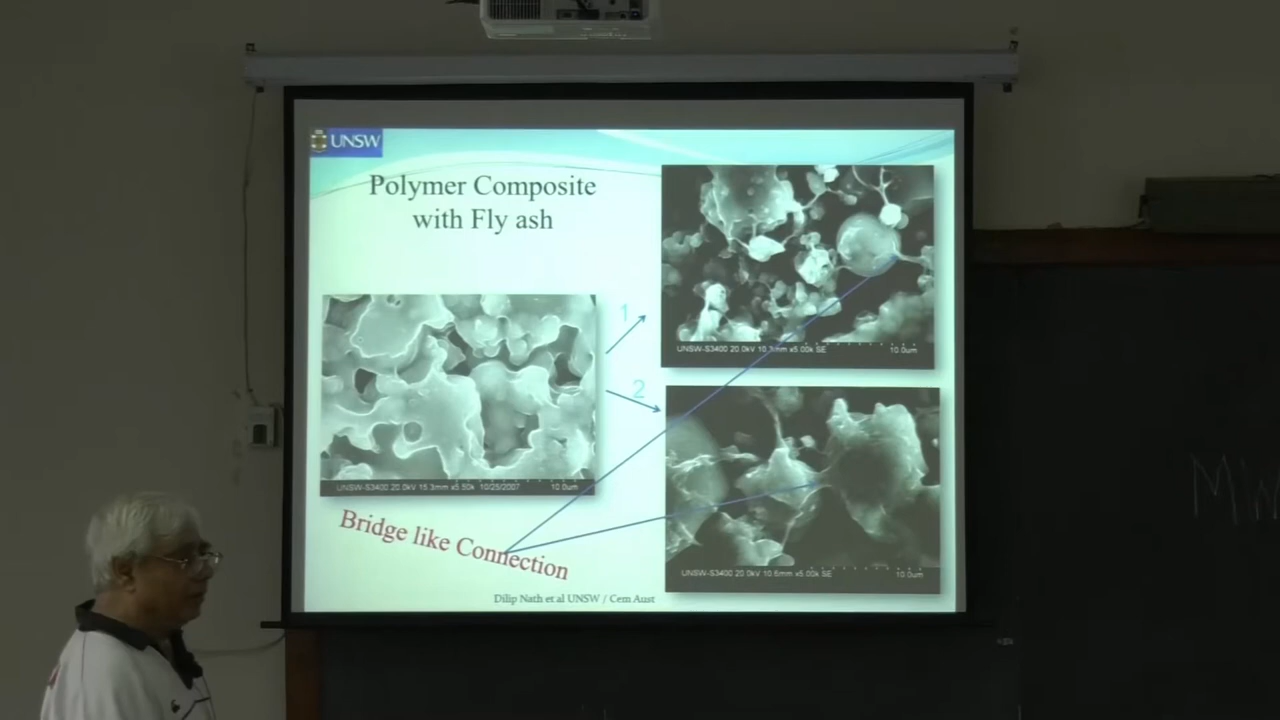 UNSW
Polymer Composite
with Fly ash
1
2
UNSW-S3400 20.0kV x5.00k SE 10.0um
UNSW-S3400 20.0kV 15.3mm x5.50k 10/25/2007 10.0um
Bridge like Connection
UNSW-S3400 20.0kV 10.6mm x5.00k SE 10.0um
Dilip Nath et al UNSW / Cem Aust